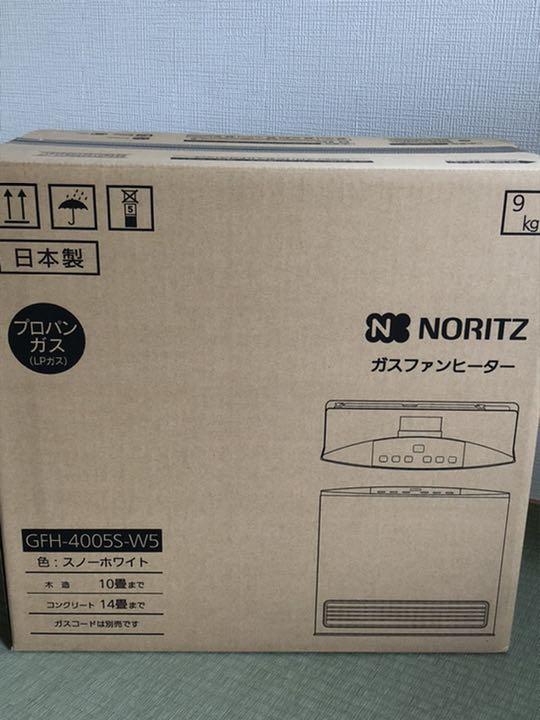 5
9
kg
日本製
プロパン
ガス
(LPガス)
NORITZ
ガスファンヒーター
GFH-4005S-W5
色：スノーホワイト
木造 10畳まで
コンクリート 14畳まで
ガスコードは別売です